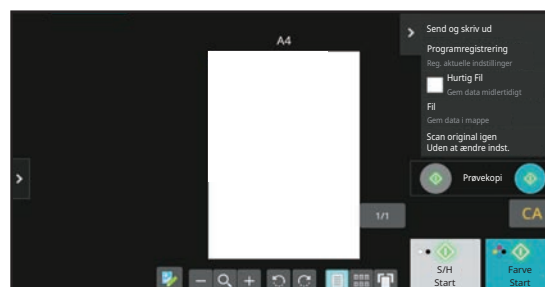 A4
Send og skriv ud
Programregistrering
Reg. aktuelle indstillinger
Hurtig Fil
Gem data midlertidigt
Fil
Gem data i mappe
Scan original igen
Uden at ændre indst.
Prøvekopi
1/1
CA
S/H
Start
Farve
Start